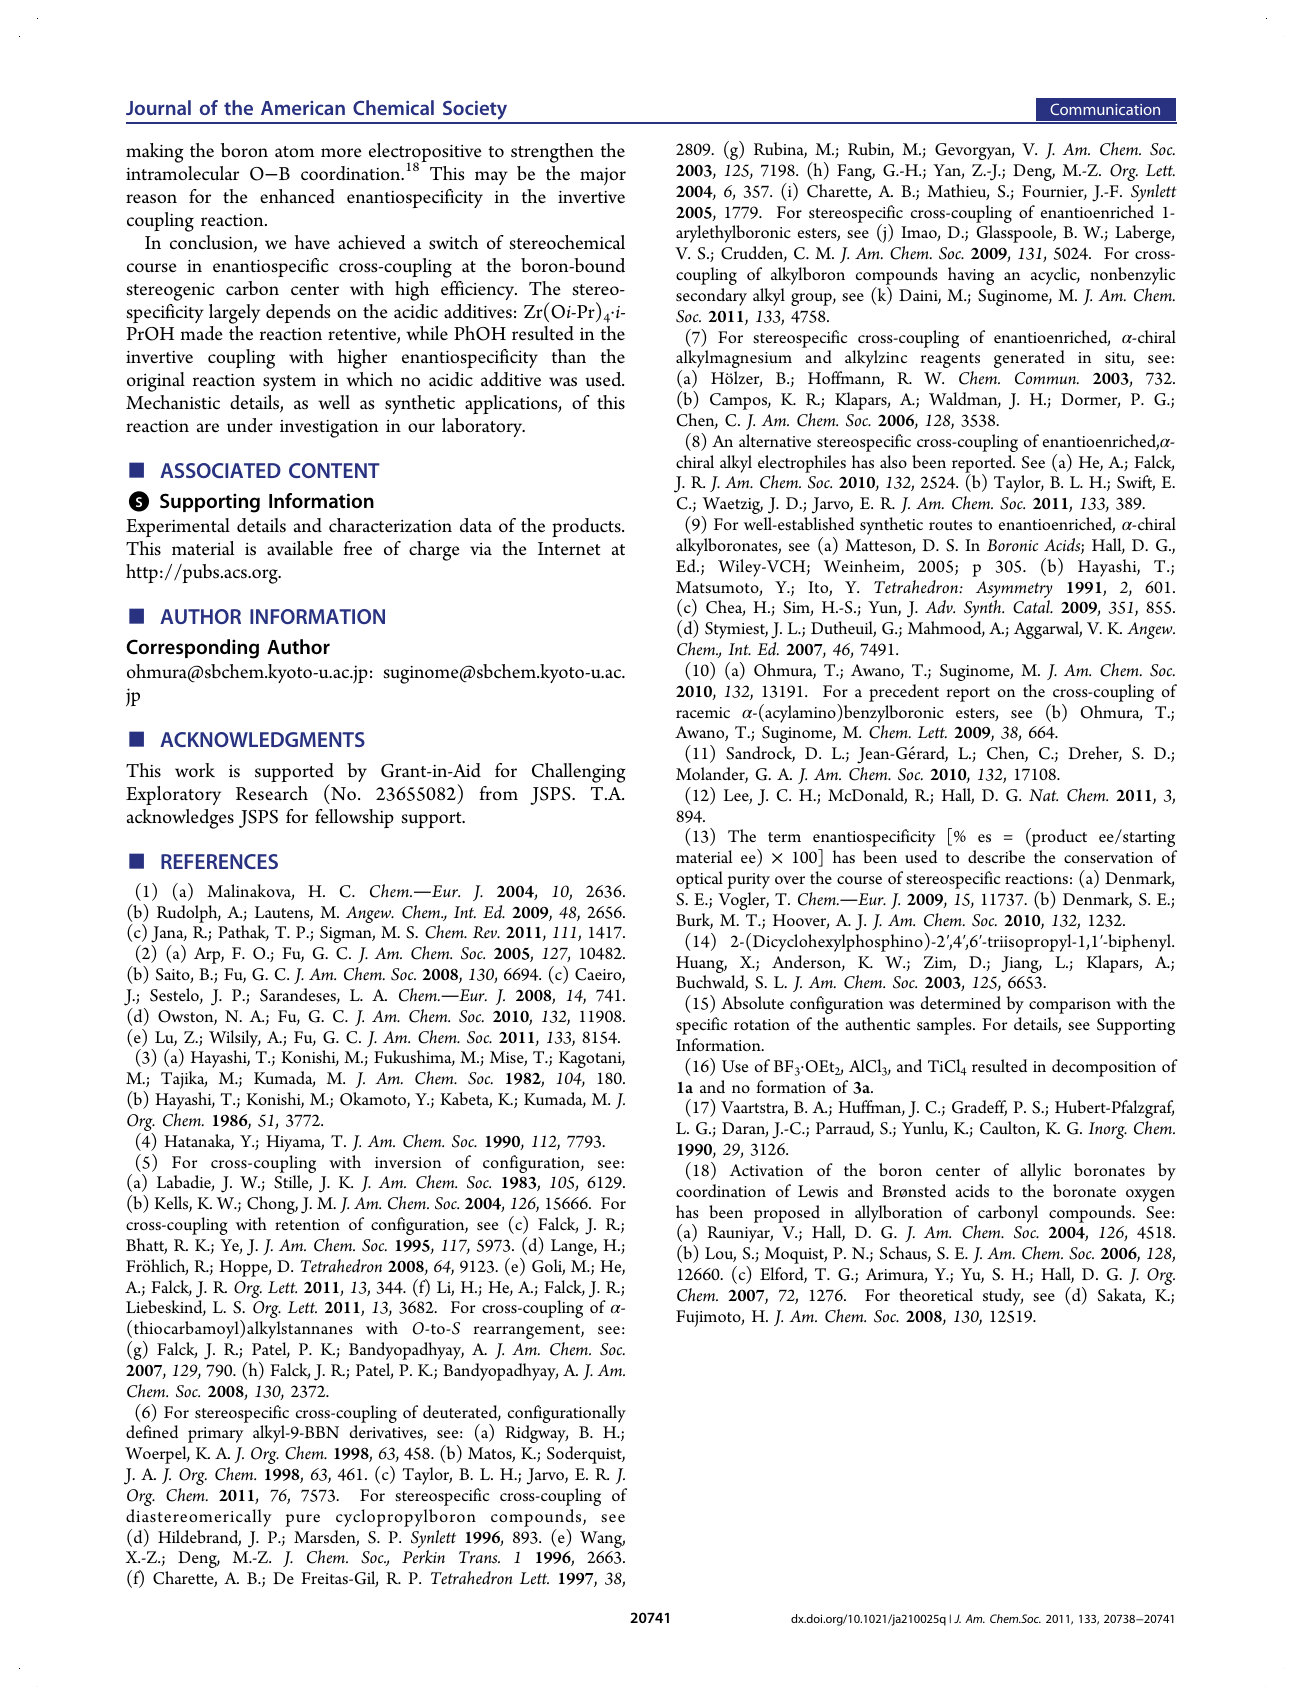 Journal of the American Chemical Society
Communication
making the boron atom more electropositive to strengthen the
intramolecular O−B coordination.18 This may be the major
reason for the enhanced enantiospecificity in the invertive
coupling reaction.
In conclusion, we have achieved a switch of stereochemical
course in enantiospecific cross-coupling at the boron-bound
stereogenic carbon center with high efficiency. The stereo-
specificity largely depends on the acidic additives: Zr(Oi-Pr)4·i-
PrOH made the reaction retentive, while PhOH resulted in the
invertive coupling with higher enantiospecificity than the
original reaction system in which no acidic additive was used.
Mechanistic details, as well as synthetic applications, of this
reaction are under investigation in our laboratory.
■ ASSOCIATED CONTENT
S Supporting Information
Experimental details and characterization data of the products.
This material is available free of charge via the Internet at
http://pubs.acs.org.
■ AUTHOR INFORMATION
Corresponding Author
ohmura@sbchem.kyoto-u.ac.jp: suginome@sbchem.kyoto-u.ac.
jp
■ ACKNOWLEDGMENTS
This work is supported by Grant-in-Aid for Challenging
Exploratory Research (No. 23655082) from JSPS. T.A.
acknowledges JSPS for fellowship support.
■ REFERENCES
(1) (a) Malinakova, H. C. Chem.—Eur. J. 2004, 10, 2636.
(b) Rudolph, A.; Lautens, M. Angew. Chem., Int. Ed. 2009, 48, 2656.
(c) Jana, R.; Pathak, T. P.; Sigman, M. S. Chem. Rev. 2011, 111, 1417.
(2) (a) Arp, F. O.; Fu, G. C. J. Am. Chem. Soc. 2005, 127, 10482.
(b) Saito, B.; Fu, G. C. J. Am. Chem. Soc. 2008, 130, 6694. (c) Caeiro,
J.; Sestelo, J. P.; Sarandeses, L. A. Chem.—Eur. J. 2008, 14, 741.
(d) Owston, N. A.; Fu, G. C. J. Am. Chem. Soc. 2010, 132, 11908.
(e) Lu, Z.; Wilsily, A.; Fu, G. C. J. Am. Chem. Soc. 2011, 133, 8154.
(3) (a) Hayashi, T.; Konishi, M.; Fukushima, M.; Mise, T.; Kagotani,
M.; Tajika, M.; Kumada, M. J. Am. Chem. Soc. 1982, 104, 180.
(b) Hayashi, T.; Konishi, M.; Okamoto, Y.; Kabeta, K.; Kumada, M. J.
Org. Chem. 1986, 51, 3772.
(4) Hatanaka, Y.; Hiyama, T. J. Am. Chem. Soc. 1990, 112, 7793.
(5) For cross-coupling with inversion of configuration, see:
(a) Labadie, J. W.; Stille, J. K. J. Am. Chem. Soc. 1983, 105, 6129.
(b) Kells, K. W.; Chong, J. M. J. Am. Chem. Soc. 2004, 126, 15666. For
cross-coupling with retention of configuration, see (c) Falck, J. R.;
Bhatt, R. K.; Ye, J. J. Am. Chem. Soc. 1995, 117, 5973. (d) Lange, H.;
Fröhlich, R.; Hoppe, D. Tetrahedron 2008, 64, 9123. (e) Goli, M.; He,
A.; Falck, J. R. Org. Lett. 2011, 13, 344. (f) Li, H.; He, A.; Falck, J. R.;
Liebeskind, L. S. Org. Lett. 2011, 13, 3682. For cross-coupling of α-
(thiocarbamoyl)alkylstannanes with O-to-S rearrangement, see:
(g) Falck, J. R.; Patel, P. K.; Bandyopadhyay, A. J. Am. Chem. Soc.
2007, 129, 790. (h) Falck, J. R.; Patel, P. K.; Bandyopadhyay, A. J. Am.
Chem. Soc. 2008, 130, 2372.
(6) For stereospecific cross-coupling of deuterated, configurationally
defined primary alkyl-9-BBN derivatives, see: (a) Ridgway, B. H.;
Woerpel, K. A. J. Org. Chem. 1998, 63, 458. (b) Matos, K.; Soderquist,
J. A. J. Org. Chem. 1998, 63, 461. (c) Taylor, B. L. H.; Jarvo, E. R. J.
Org. Chem. 2011, 76, 7573. For stereospecific cross-coupling of
diastereomerically pure cyclopropylboron compounds, see
(d) Hildebrand, J. P.; Marsden, S. P. Synlett 1996, 893. (e) Wang,
X.-Z.; Deng, M.-Z. J. Chem. Soc., Perkin Trans. 1 1996, 2663.
(f) Charette, A. B.; De Freitas-Gil, R. P. Tetrahedron Lett. 1997, 38,
2809. (g) Rubina, M.; Rubin, M.; Gevorgyan, V. J. Am. Chem. Soc.
2003, 125, 7198. (h) Fang, G.-H.; Yan, Z.-J.; Deng, M.-Z. Org. Lett.
2004, 6, 357. (i) Charette, A. B.; Mathieu, S.; Fournier, J.-F. Synlett
2005, 1779. For stereospecific cross-coupling of enantioenriched 1-
arylethylboronic esters, see (j) Imao, D.; Glasspoole, B. W.; Laberge,
V. S.; Crudden, C. M. J. Am. Chem. Soc. 2009, 131, 5024. For cross-
coupling of alkylboron compounds having an acyclic, nonbenzylic
secondary alkyl group, see (k) Daini, M.; Suginome, M. J. Am. Chem.
Soc. 2011, 133, 4758.
(7) For stereospecific cross-coupling of enantioenriched, α-chiral
alkylmagnesium and alkylzinc reagents generated in situ, see:
(a) Hölzer, B.; Hoffmann, R. W. Chem. Commun. 2003, 732.
(b) Campos, K. R.; Klapars, A.; Waldman, J. H.; Dormer, P. G.;
Chen, C. J. Am. Chem. Soc. 2006, 128, 3538.
(8) An alternative stereospecific cross-coupling of enantioenriched,α-
chiral alkyl electrophiles has also been reported. See (a) He, A.; Falck,
J. R. J. Am. Chem. Soc. 2010, 132, 2524. (b) Taylor, B. L. H.; Swift, E.
C.; Waetzig, J. D.; Jarvo, E. R. J. Am. Chem. Soc. 2011, 133, 389.
(9) For well-established synthetic routes to enantioenriched, α-chiral
alkylboronates, see (a) Matteson, D. S. In Boronic Acids; Hall, D. G.,
Ed.; Wiley-VCH; Weinheim, 2005; p 305. (b) Hayashi, T.;
Matsumoto, Y.; Ito, Y. Tetrahedron: Asymmetry 1991, 2, 601.
(c) Chea, H.; Sim, H.-S.; Yun, J. Adv. Synth. Catal. 2009, 351, 855.
(d) Stymiest, J. L.; Dutheuil, G.; Mahmood, A.; Aggarwal, V. K. Angew.
Chem., Int. Ed. 2007, 46, 7491.
(10) (a) Ohmura, T.; Awano, T.; Suginome, M. J. Am. Chem. Soc.
2010, 132, 13191. For a precedent report on the cross-coupling of
racemic α-(acylamino)benzylboronic esters, see (b) Ohmura, T.;
Awano, T.; Suginome, M. Chem. Lett. 2009, 38, 664.
(11) Sandrock, D. L.; Jean-Gérard, L.; Chen, C.; Dreher, S. D.;
Molander, G. A. J. Am. Chem. Soc. 2010, 132, 17108.
(12) Lee, J. C. H.; McDonald, R.; Hall, D. G. Nat. Chem. 2011, 3,
894.
(13) The term enantiospecificity [% es = (product ee/starting
material ee) × 100] has been used to describe the conservation of
optical purity over the course of stereospecific reactions: (a) Denmark,
S. E.; Vogler, T. Chem.—Eur. J. 2009, 15, 11737. (b) Denmark, S. E.;
Burk, M. T.; Hoover, A. J. J. Am. Chem. Soc. 2010, 132, 1232.
(14) 2-(Dicyclohexylphosphino)-2′,4′,6′-triisopropyl-1,1′-biphenyl.
Huang, X.; Anderson, K. W.; Zim, D.; Jiang, L.; Klapars, A.;
Buchwald, S. L. J. Am. Chem. Soc. 2003, 125, 6653.
(15) Absolute configuration was determined by comparison with the
specific rotation of the authentic samples. For details, see Supporting
Information.
(16) Use of BF3·OEt2, AlCl3, and TiCl4 resulted in decomposition of
1a and no formation of 3a.
(17) Vaartstra, B. A.; Huffman, J. C.; Gradeff, P. S.; Hubert-Pfalzgraf,
L. G.; Daran, J.-C.; Parraud, S.; Yunlu, K.; Caulton, K. G. Inorg. Chem.
1990, 29, 3126.
(18) Activation of the boron center of allylic boronates by
coordination of Lewis and Brønsted acids to the boronate oxygen
has been proposed in allylboration of carbonyl compounds. See:
(a) Rauniyar, V.; Hall, D. G. J. Am. Chem. Soc. 2004, 126, 4518.
(b) Lou, S.; Moquist, P. N.; Schaus, S. E. J. Am. Chem. Soc. 2006, 128,
12660. (c) Elford, T. G.; Arimura, Y.; Yu, S. H.; Hall, D. G. J. Org.
Chem. 2007, 72, 1276. For theoretical study, see (d) Sakata, K.;
Fujimoto, H. J. Am. Chem. Soc. 2008, 130, 12519.
20741
dx.doi.org/10.1021/ja210025q | J. Am. Chem.Soc. 2011, 133, 20738−20741